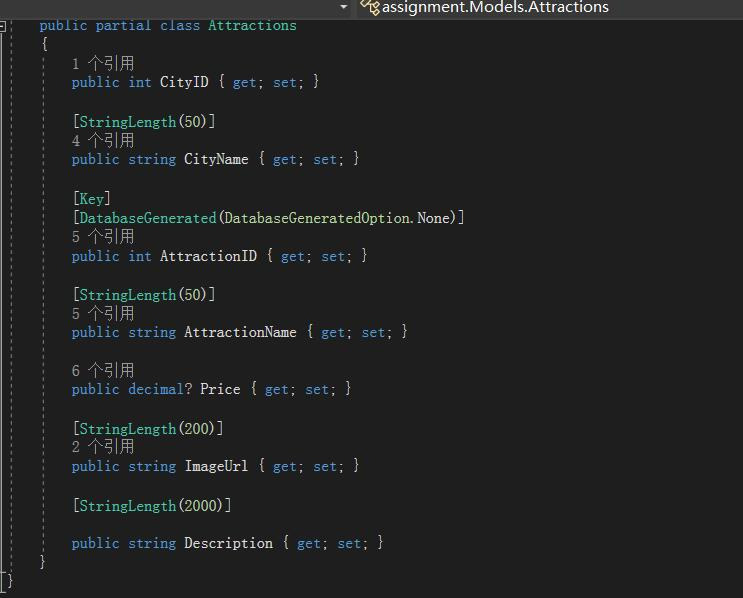 assignment.Models.Attractions
public partial class Attractions
{
1 个引用
public int CityID { get; set; }
[StringLength(50)]
4 个引用
public string CityName { get; set; }
[Key]
[DatabaseGenerated(DatabaseGeneratedOption.None)]
5 个引用
public int AttractionID { get; set; }
[StringLength(50)]
5 个引用
public string AttractionName { get; set; }
6 个引用
public decimal? Price { get; set; }
[StringLength(200)]
2 个引用
public string ImageUrl { get; set; }
[StringLength(2000)]
public string Description { get; set; }
}
}